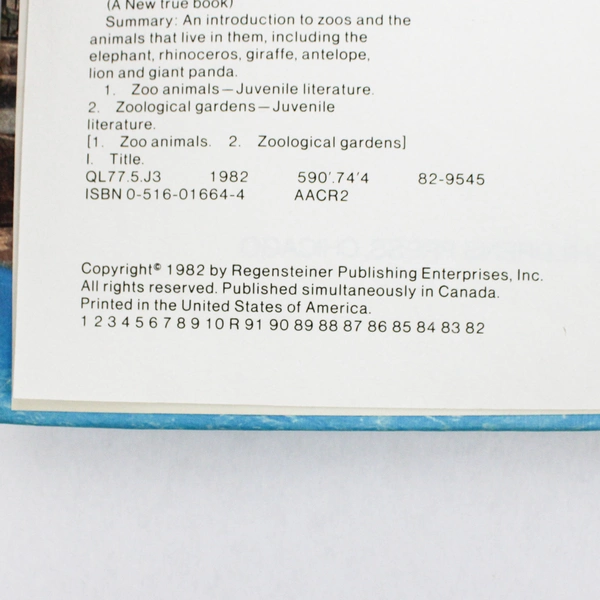 (A New true book)
Summary: An introduction to zoos and the
animals that live in them, including the
elephant, rhinoceros, giraffe, antelope,
lion and giant panda.
1. Zoo animals—Juvenile literature.
2. Zoological gardens—Juvenile
literature.
[1. Zoo animals. 2. Zoological gardens]
I. Title.
QL77.5.J3 1982 590'.74'4 82-9545
ISBN 0-516-01664-4 AACR2
Copyright© 1982 by Regensteiner Publishing Enterprises, Inc.
All rights reserved. Published simultaneously in Canada.
Printed in the United States of America.
1 2 3 4 5 6 7 8 9 10 R 91 90 89 88 87 86 85 84 83 82